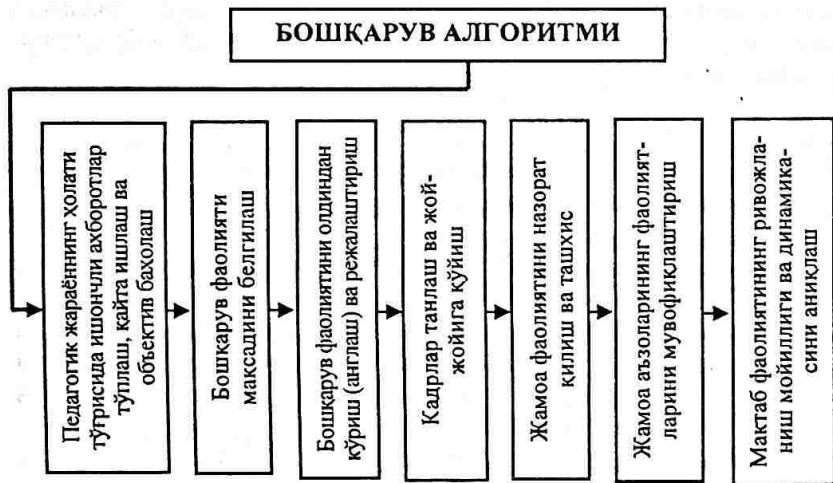 БОШҚАРУВ АЛГОРИТМИ
Педагогик жараённинг ҳолати
тўғрисида ишончли ахборотлар
тўплаш, қайта ишлаш ва
объектив баҳолаш
Бошқарув фаолияти
мақсадини белгилаш
Бошқарув фаолиятини олдиндан
кўриш (англаш) ва режалаштириш
Кадрлар танлаш ва жой-
жойига қўйиш
Жамоа фаолиятини назорат
қилиш ва ташхис
Жамоа аъзоларининг фаолият-
ларини мувофиқлаштириш
Мактаб фаолиятининг ривожла-
ниш мойиллиги ва динамика-
сини аниқлаш